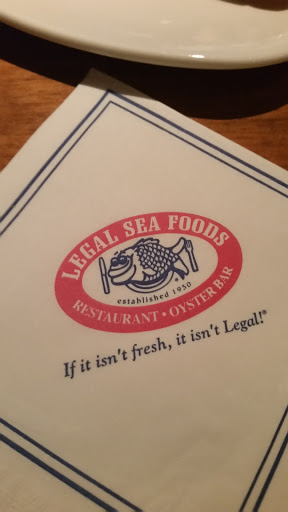 LEGAL SEA FOODS
established 1950
RESTAURANT • OYSTER BAR
If it isn't fresh, it isn't Legal!®